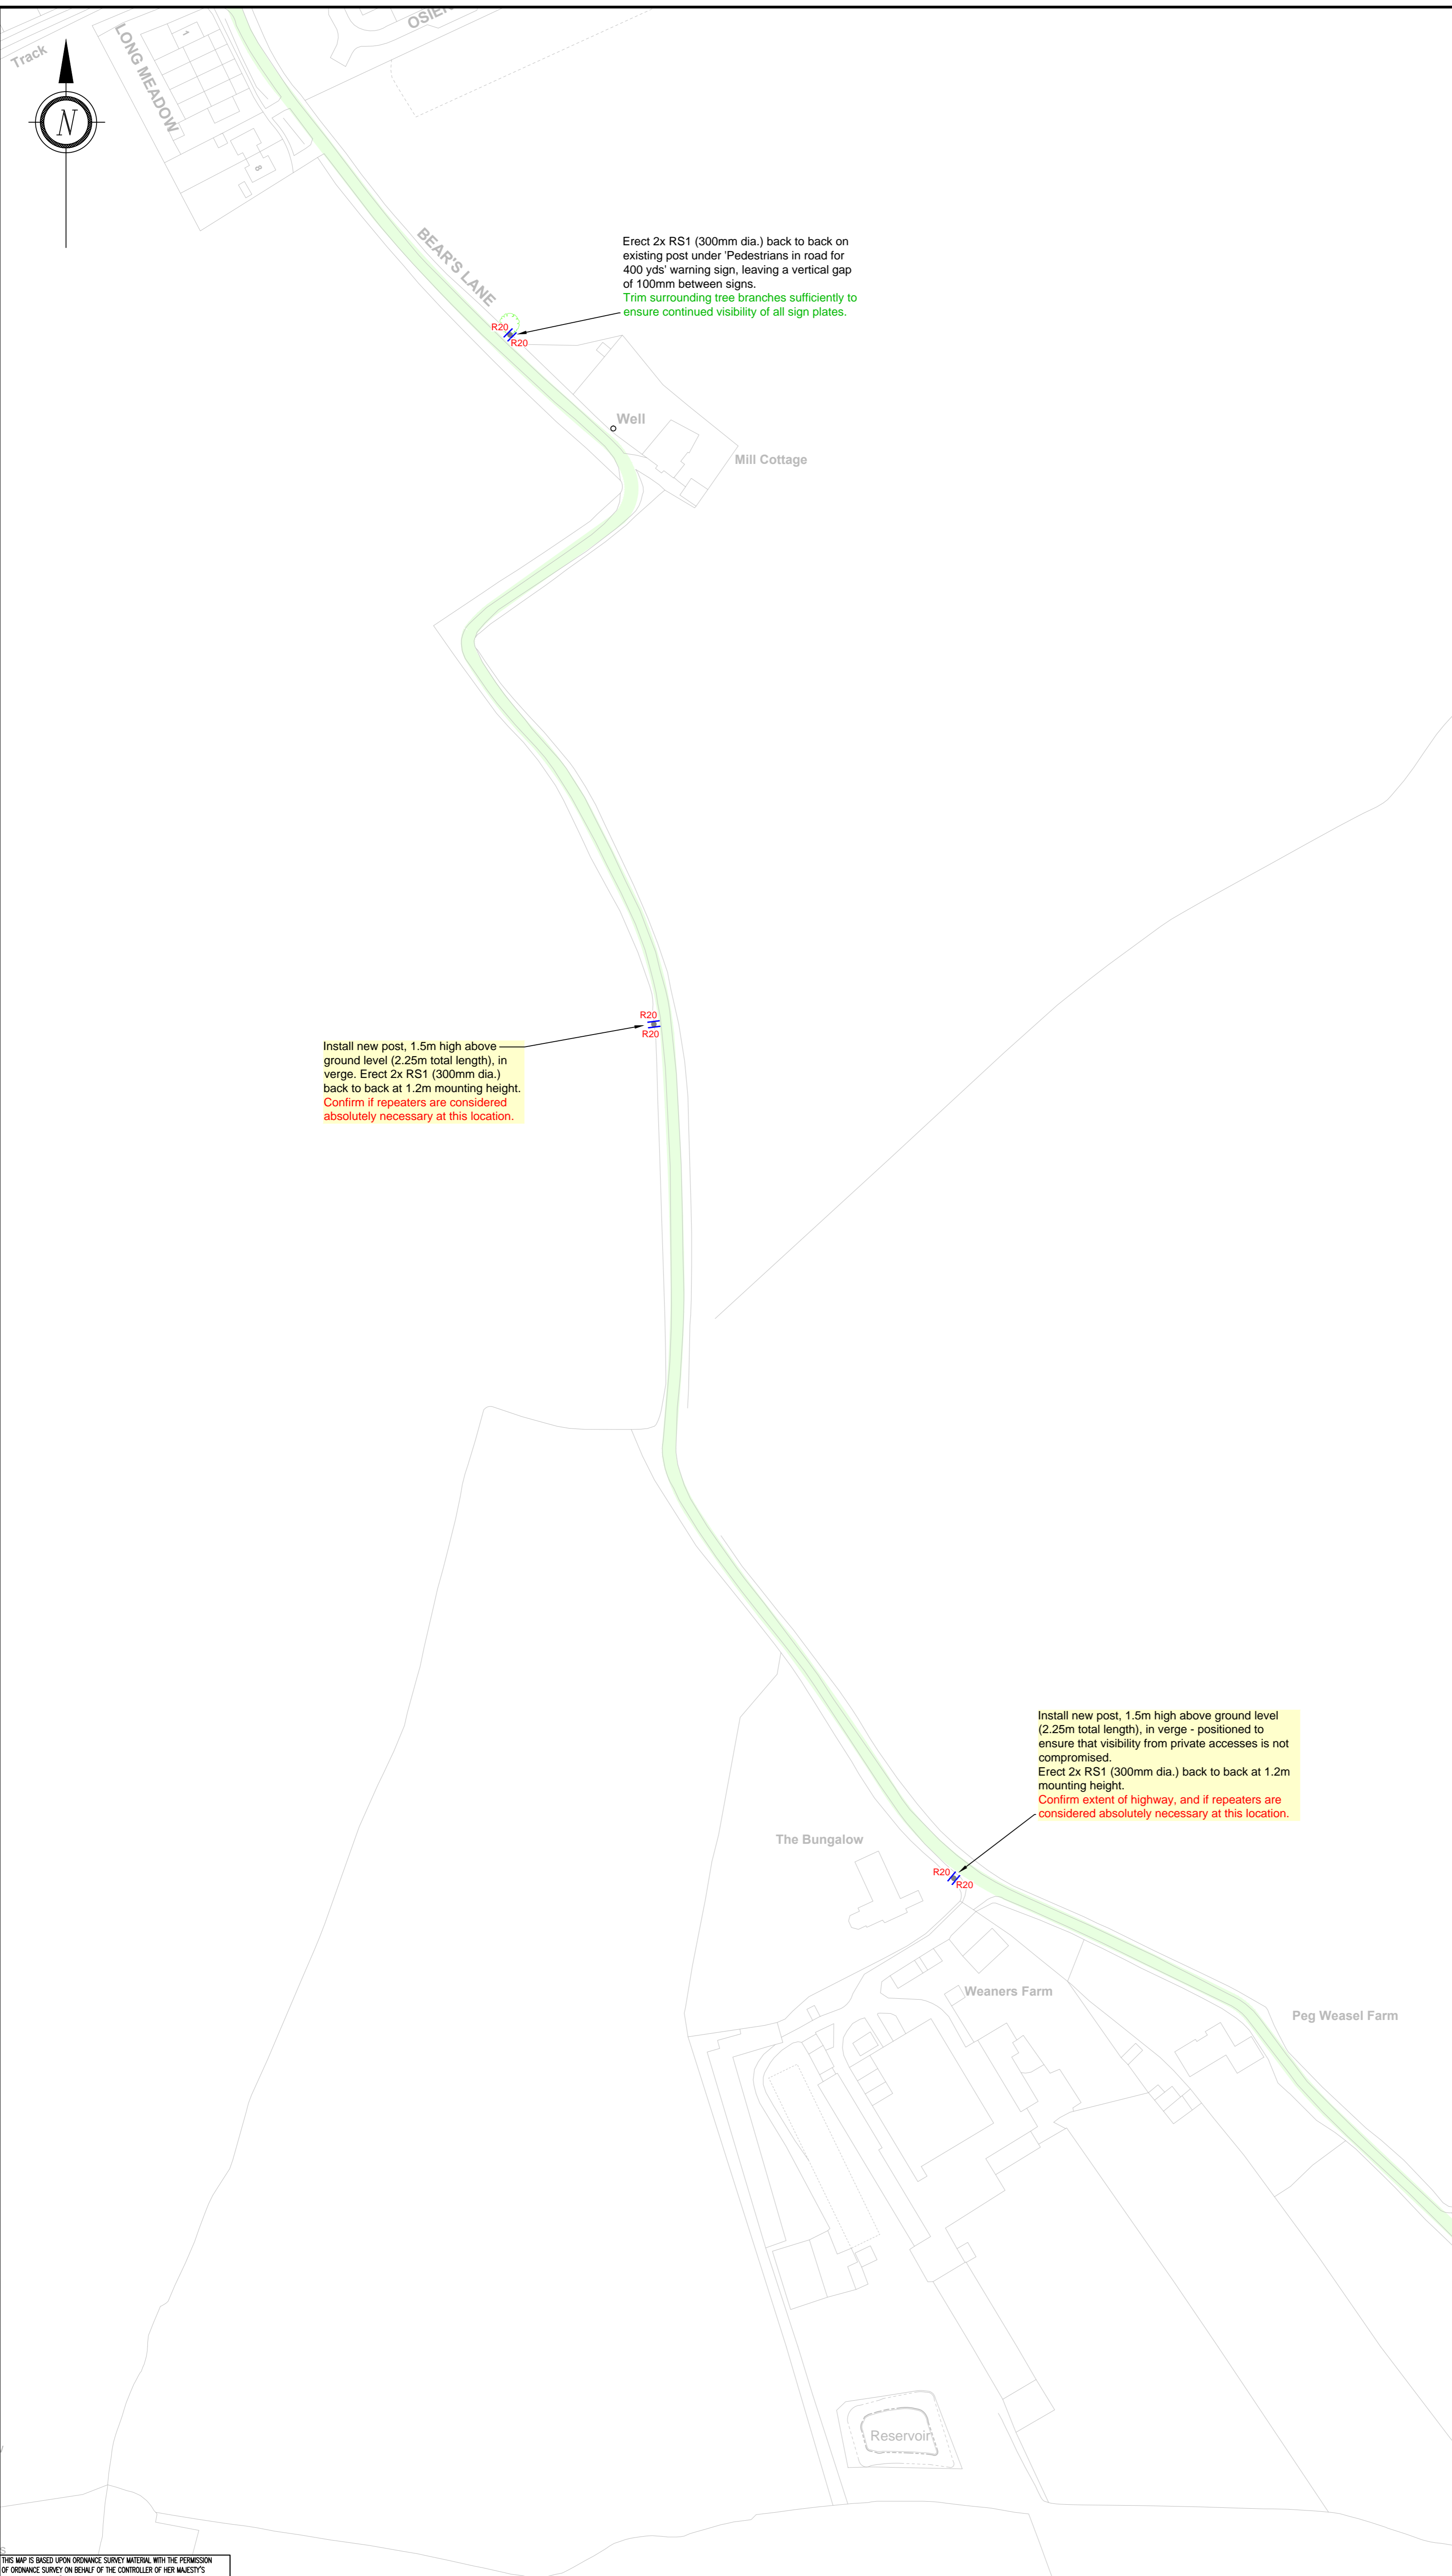 OSIER
Track
LONG MEADOW
1
8
N
BEAR'S LANE
Erect 2x RS1 (300mm dia.) back to back on
existing post under 'Pedestrians in road for
400 yds' warning sign, leaving a vertical gap
of 100mm between signs.
Trim surrounding tree branches sufficiently to
ensure continued visibility of all sign plates.
R20
R20
Well
Mill Cottage
R20
R20
Install new post, 1.5m high above
ground level (2.25m total length), in
verge. Erect 2x RS1 (300mm dia.)
back to back at 1.2m mounting height.
Confirm if repeaters are considered
absolutely necessary at this location.
Install new post, 1.5m high above ground level
(2.25m total length), in verge - positioned to
ensure that visibility from private accesses is not
compromised.
Erect 2x RS1 (300mm dia.) back to back at 1.2m
mounting height.
Confirm extent of highway, and if repeaters are
considered absolutely necessary at this location.
The Bungalow
R20
R20
Weaners Farm
Peg Weasel Farm
Reservoir
THIS MAP IS BASED UPON ORDNANCE SURVEY MATERIAL WITH THE PERMISSION
OF ORDNANCE SURVEY ON BEHALF OF THE CONTROLLER OF HER MAJESTY'S